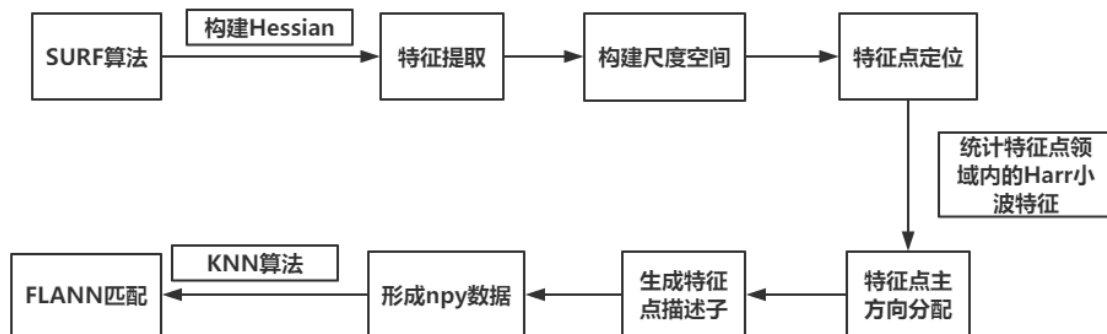 构建Hessian
SURF算法
特征提取
构建尺度空间
特征点定位
统计特征点领
域内的Harr小
波特征
特征点主
方向分配
生成特征
点描述子
形成npy数据
KNN算法
FLANN匹配